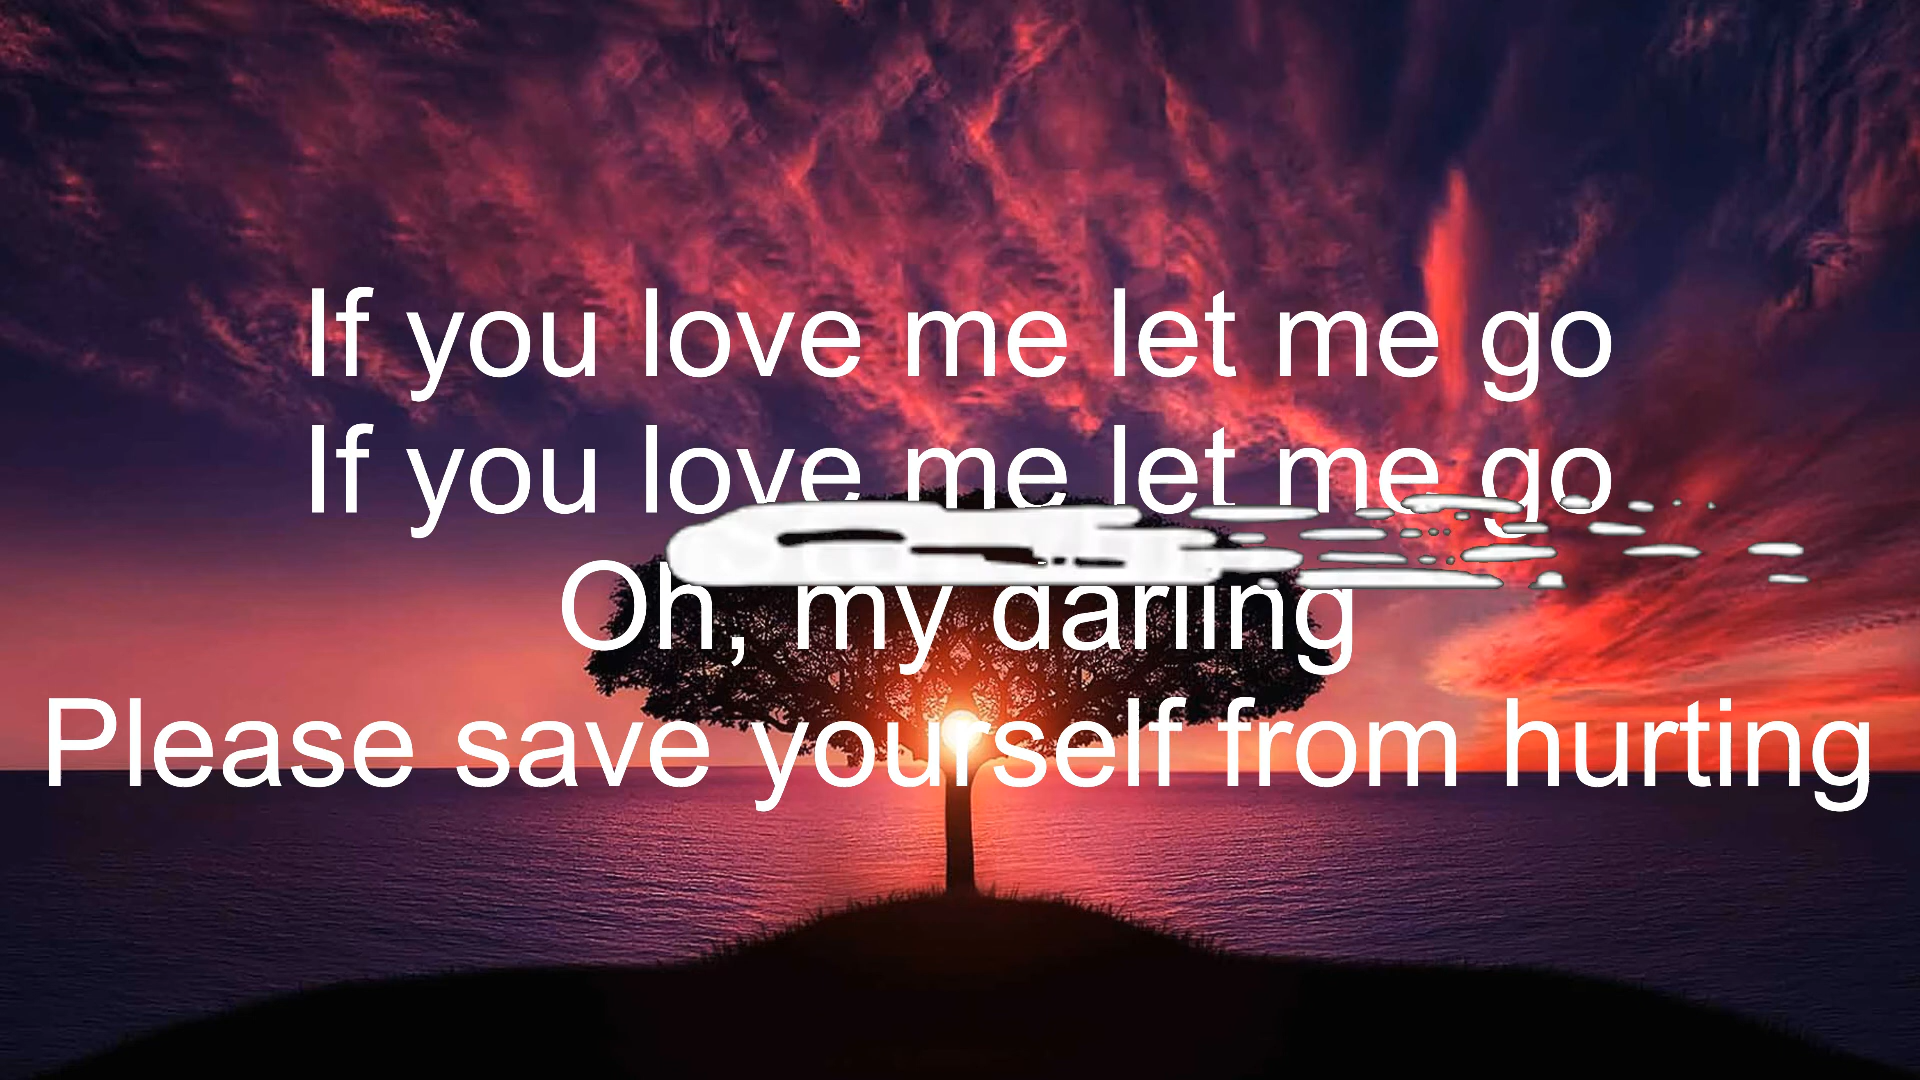 If you love me let me go
If you love me let me go
Oh, my darling
Please save yourself from hurting